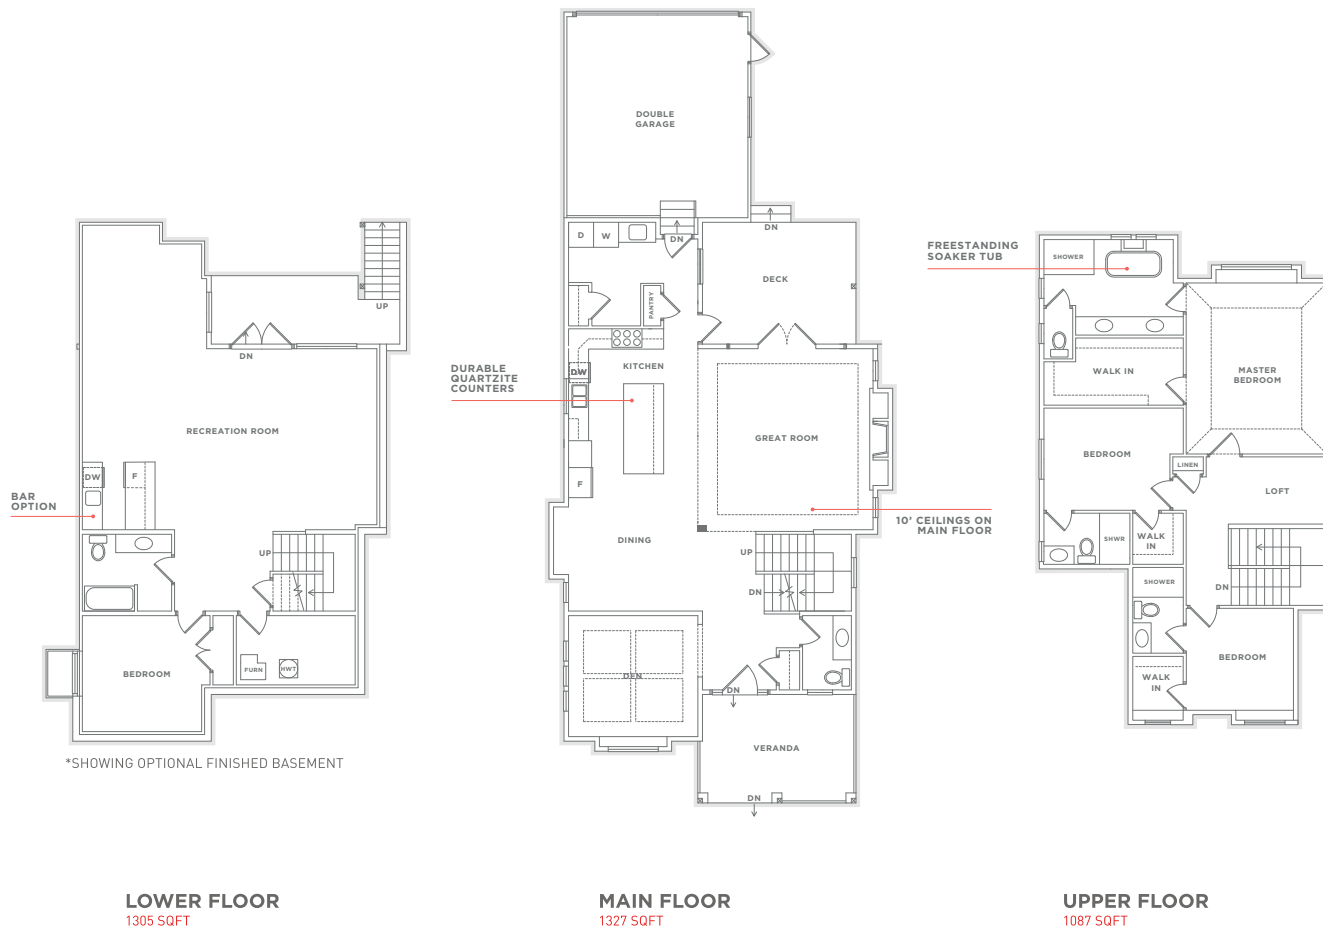 BAR
OPTION
UP
DN
RECREATION ROOM
DW
F
UP
BEDROOM
FURN
HWT
*SHOWING OPTIONAL FINISHED BASEMENT
LOWER FLOOR
1305 SQFT
DOUBLE
GARAGE
D
W
DN
DN
DECK
PANTRY
KITCHEN
DURABLE
QUARTZITE
COUNTERS
DW
GREAT ROOM
F
10' CEILINGS ON
MAIN FLOOR
DINING
UP
DN
DEN
DN
VERANDA
DN
MAIN FLOOR
1327 SQFT
FREESTANDING
SOAKER TUB
SHOWER
WALK IN
MASTER
BEDROOM
BEDROOM
LINEN
LOFT
SHWR
WALK
IN
SHOWER
DN
BEDROOM
WALK
IN
UPPER FLOOR
1087 SQFT